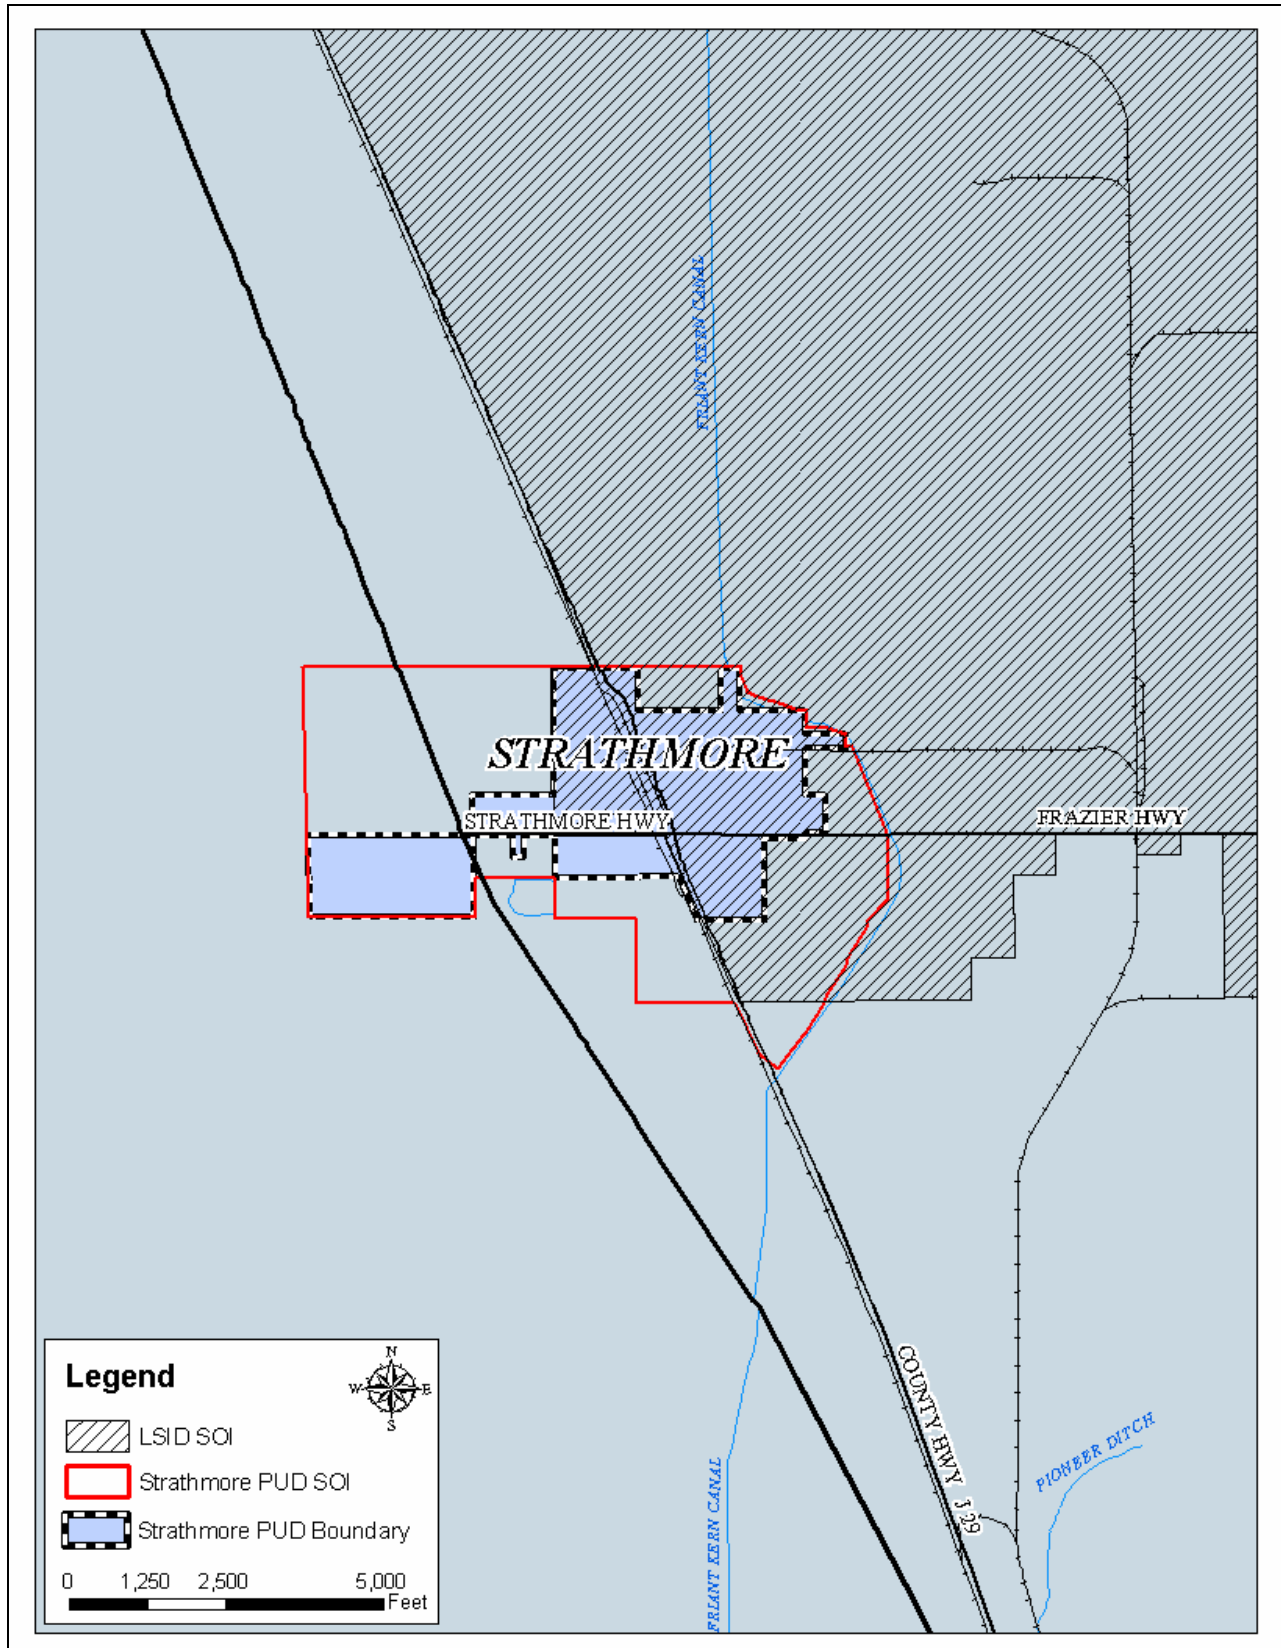 FRIANT KERN CANAL
STRATHMORE
STRATHMORE HWY
FRAZIER HWY
COUNTY HWY J 29
PIONEER DITCH
FRIANT KERN CANAL
Legend
N
W E
S
LSID SOI
Strathmore PUD SOI
Strathmore PUD Boundary
0 1,250 2,500 5,000
Feet